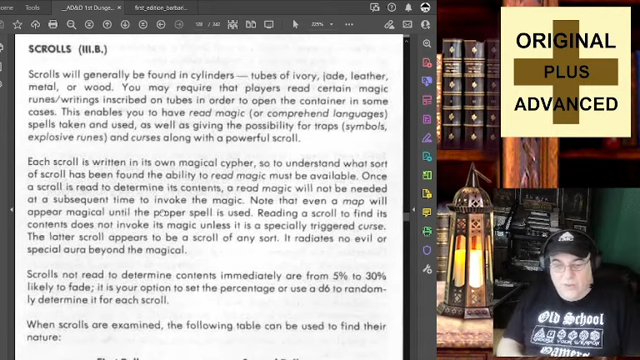 _AD&D 1st Dunge...
first_edition_barbari...
128 / 242
225%
SCROLLS (III.B.)
Scrolls will generally be found in cylinders — tubes of ivory, jade, leather,
metal, or wood. You may require that players read certain magic
runes/writings inscribed on tubes in order to open the container in some
cases. This enables you to have read magic (or comprehend languages)
spells taken and used, as well as giving the possibility for traps (symbols,
explosive runes) and curses along with a powerful scroll.
Each scroll is written in its own magical cypher, so to understand what sort
of scroll has been found the ability to read magic must be available. Once
a scroll is read to determine its contents, a read magic will not be needed
at a subsequent time to invoke the magic. Note that even a map will
appear magical until the proper spell is used. Reading a scroll to find its
contents does not invoke its magic unless it is a specially triggered curse.
The latter scroll appears to be a scroll of any sort. It radiates no evil or
special aura beyond the magical.
Scrolls not read to determine contents immediately are from 5% to 30%
likely to fade; it is your option to set the percentage or use a d6 to random-
ly determine it for each scroll.
When scrolls are examined, the following table can be used to find their
nature:
ORIGINAL
PLUS
ADVANCED
Old School
Gamers